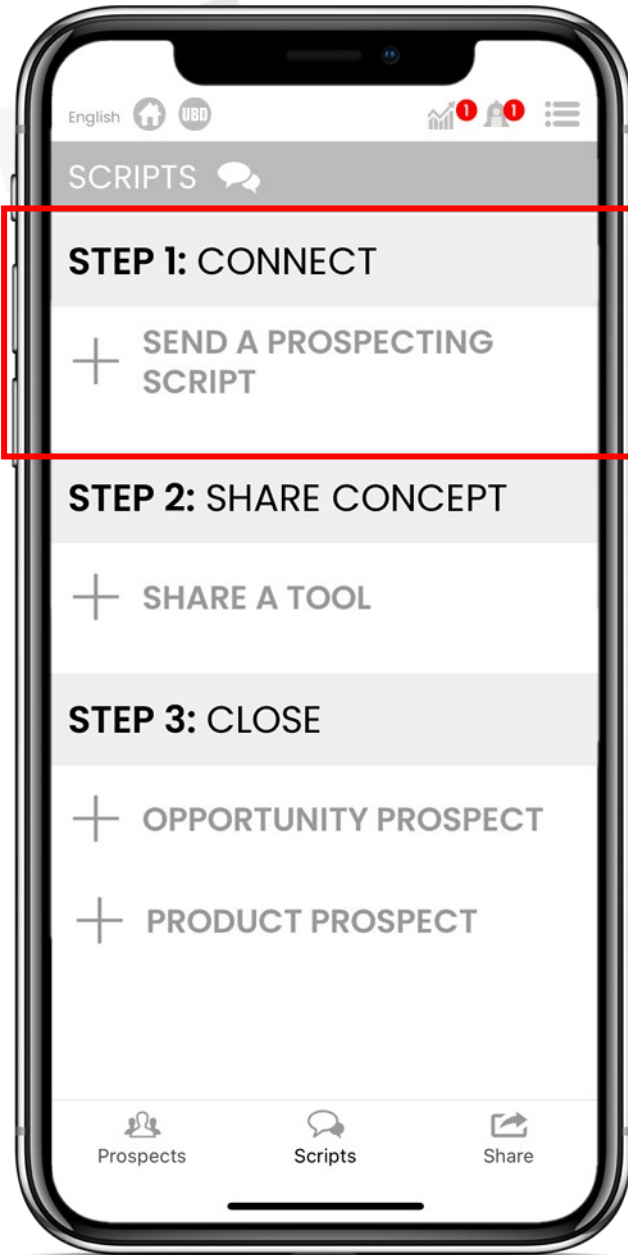 English UBD 1 1
SCRIPTS
STEP 1: CONNECT
SEND A PROSPECTING
SCRIPT
STEP 2: SHARE CONCEPT
SHARE A TOOL
STEP 3: CLOSE
OPPORTUNITY PROSPECT
PRODUCT PROSPECT
Prospects Scripts Share